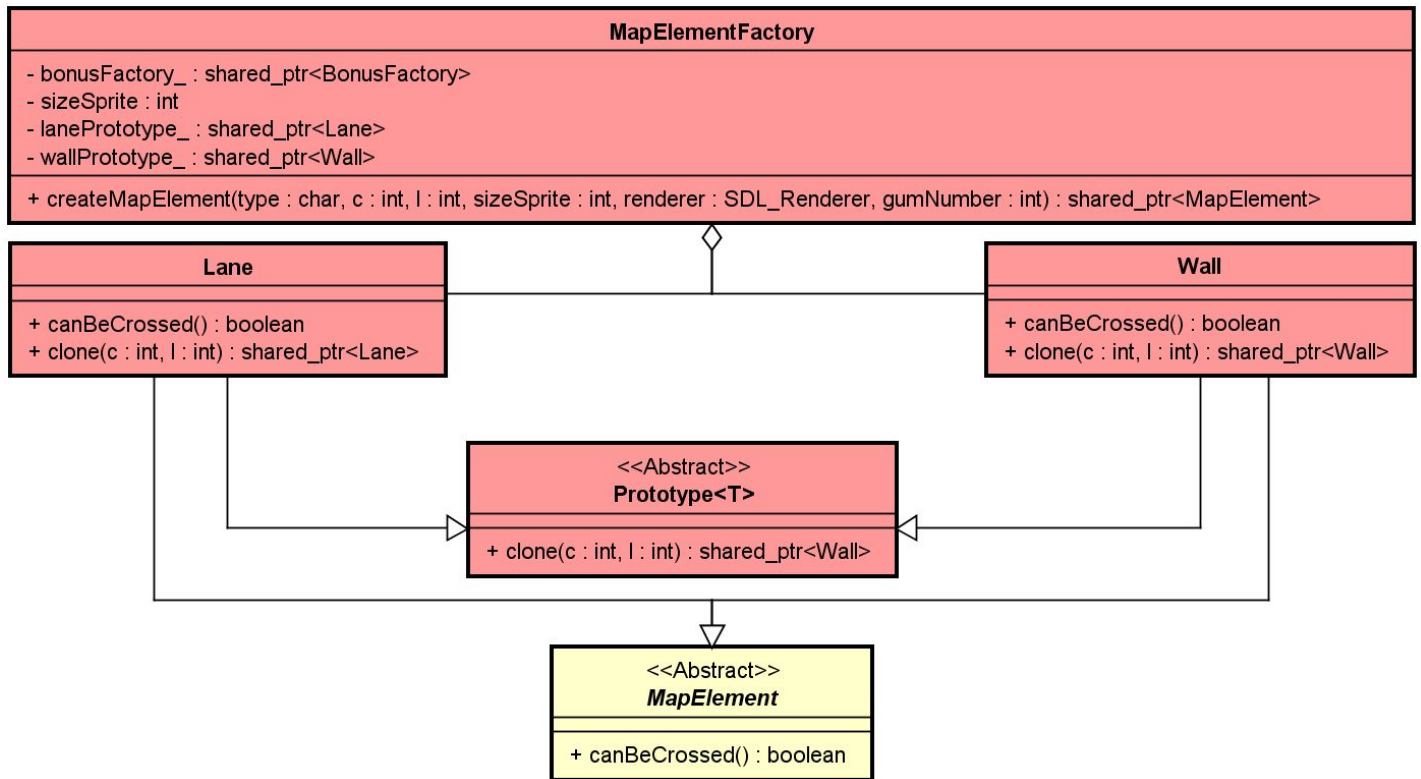 MapElementFactory
- bonusFactory_ : shared_ptr<BonusFactory>
- sizeSprite : int
- lanePrototype_ : shared_ptr<Lane>
- wallPrototype_ : shared_ptr<Wall>
+ createMapElement(type : char, c : int, l : int, sizeSprite : int, renderer : SDL_Renderer, gumNumber : int) : shared_ptr<MapElement>
Lane
+ canBeCrossed() : boolean
+ clone(c : int, l : int) : shared_ptr<Lane>
Wall
+ canBeCrossed() : boolean
+ clone(c : int, l : int) : shared_ptr<Wall>
<<Abstract>>
Prototype<T>
+ clone(c : int, l : int) : shared_ptr<Wall>
<<Abstract>>
MapElement
+ canBeCrossed() : boolean